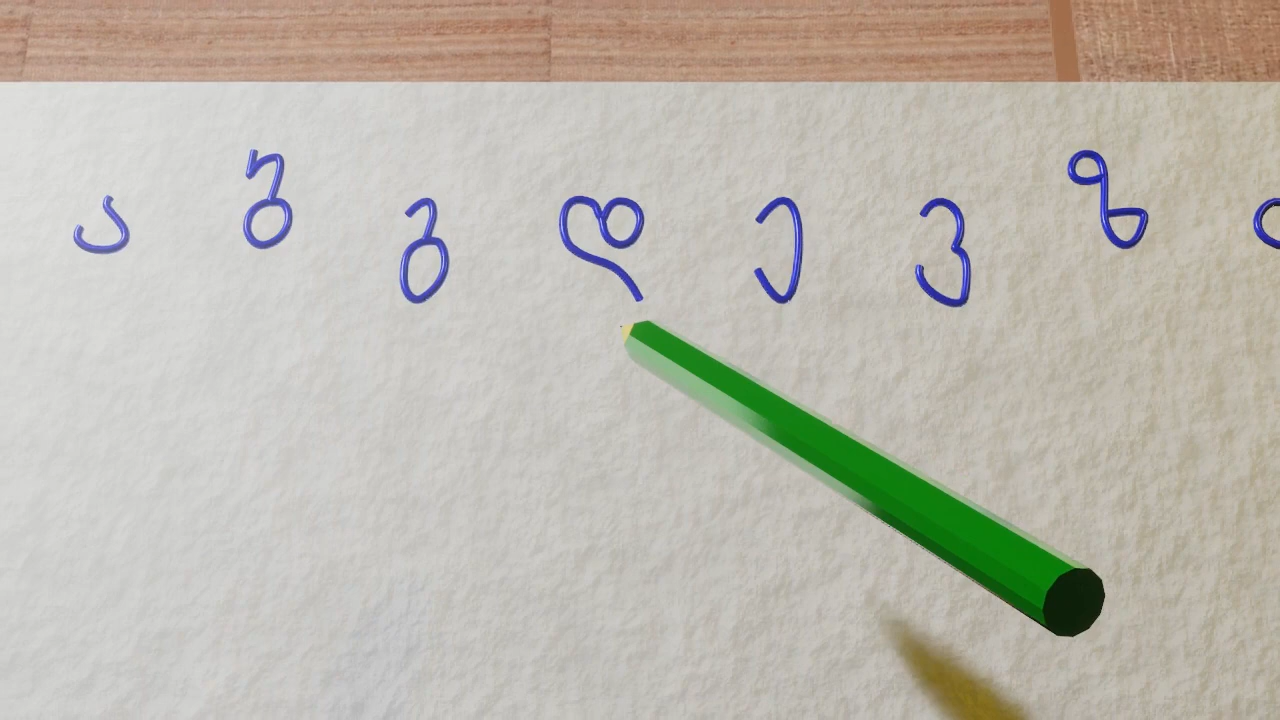 ა ბ გ დ ე ვ ზ